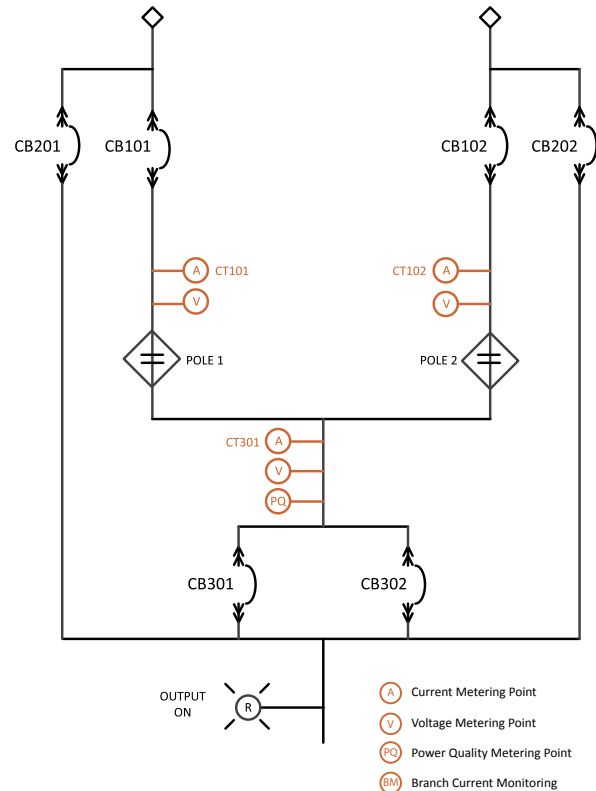 CB201
CB101
CB102
CB202
A
CT101
CT102
A
V
V
POLE 1
POLE 2
CT301
A
V
PQ
CB301
CB302
OUTPUT
ON
R
A Current Metering Point
V Voltage Metering Point
PQ Power Quality Metering Point
BM Branch Current Monitoring